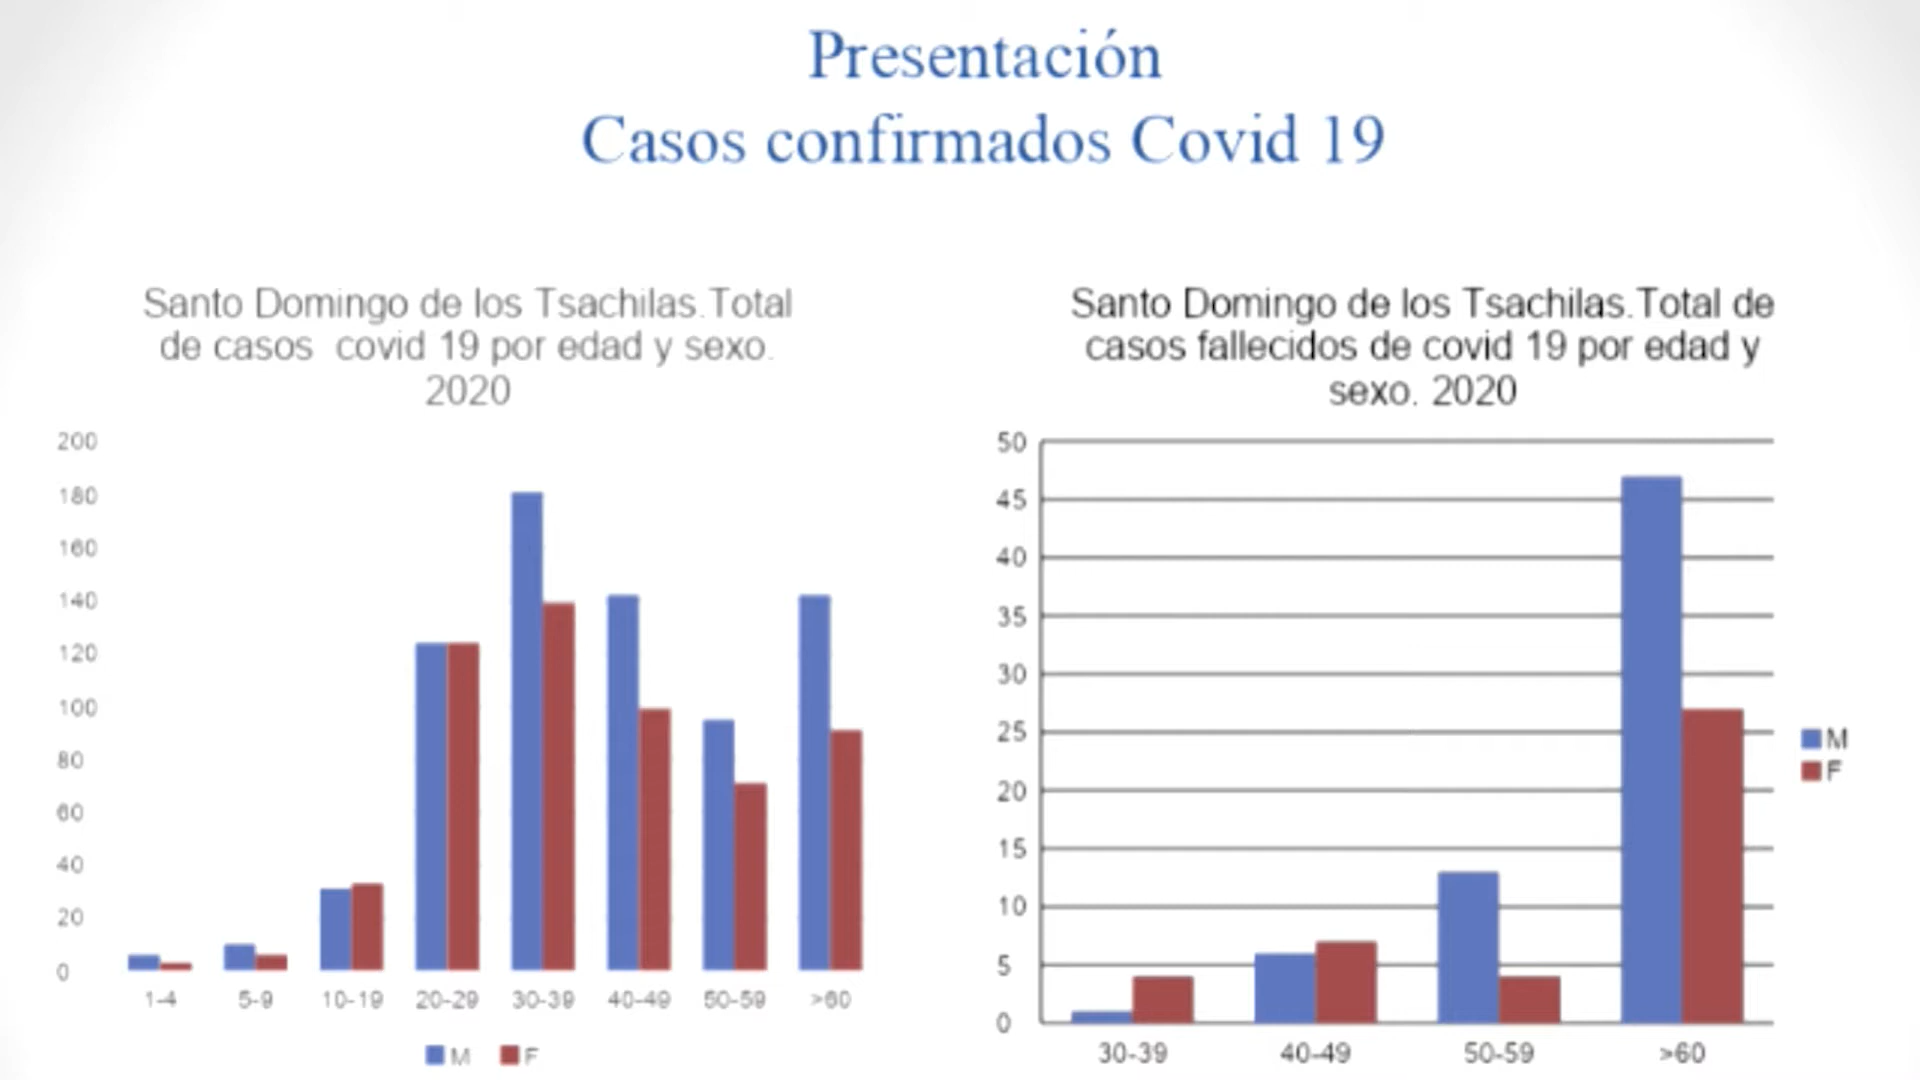 Presentación
Casos confirmados Covid 19
Santo Domingo de los Tsachilas.Total
de casos covid 19 por edad y sexo.
2020
200
180
160
140
120
100
80
60
40
20
0
1-4 5-9 10-19 20-29 30-39 40-49 50-59 >60
M F
Santo Domingo de los Tsachilas.Total de
casos fallecidos de covid 19 por edad y
sexo. 2020
50
45
40
35
30
25
20
15
10
5
0
30-39 40-49 50-59 >60
M
F